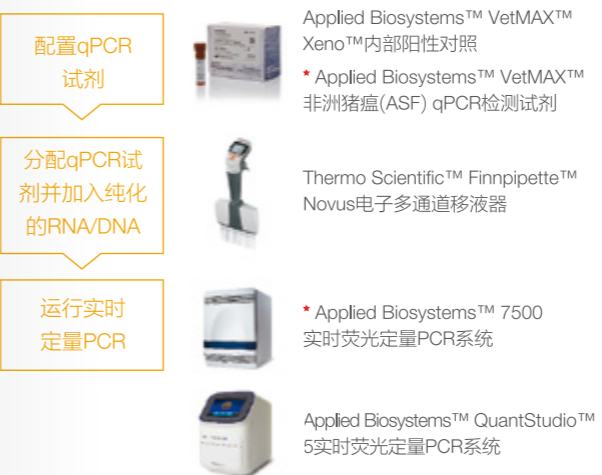 配置qPCR
试剂
Applied Biosystems™ VetMAX™
Xeno™内部阳性对照
* Applied Biosystems™ VetMAX™
非洲猪瘟(ASF) qPCR检测试剂
分配qPCR试
剂并加入纯化
的RNA/DNA
Thermo Scientific™ Finnpipette™
Novus电子多通道移液器
运行实时
定量PCR
* Applied Biosystems™ 7500
实时荧光定量PCR系统
Applied Biosystems™ QuantStudio™
5实时荧光定量PCR系统